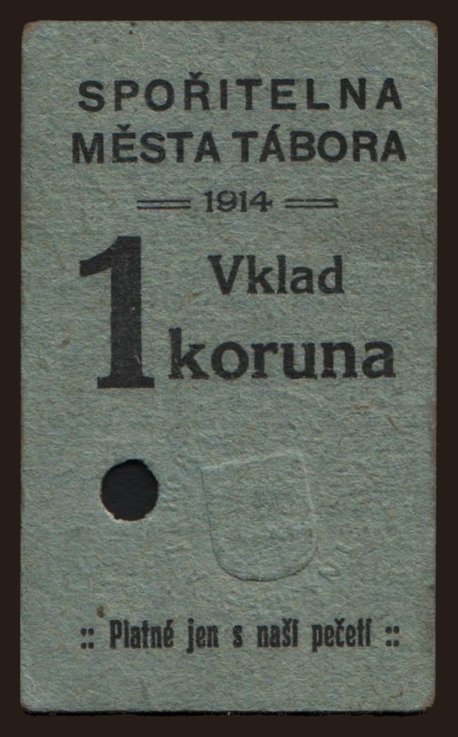 SPOŘITELNA
MĚSTA TÁBORA
1914
1 Vklad
koruna
:: Platné jen s naší pečetí ::